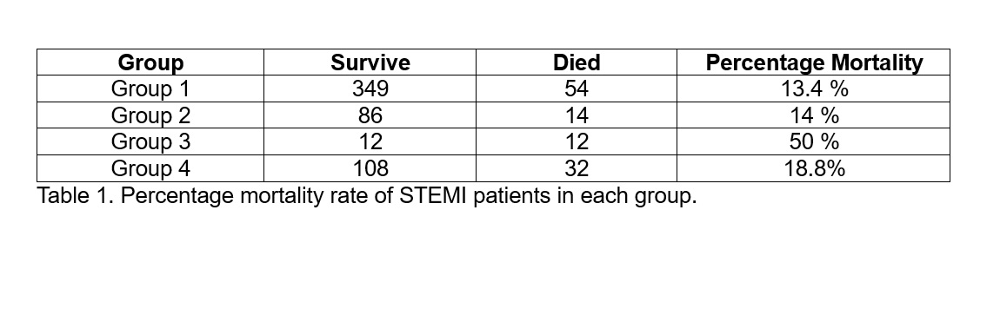 Group Survive Died Percentage Mortality
Group 1 349 54 13.4 %
Group 2 86 14 14 %
Group 3 12 12 50 %
Group 4 108 32 18.8%
Table 1. Percentage mortality rate of STEMI patients in each group.